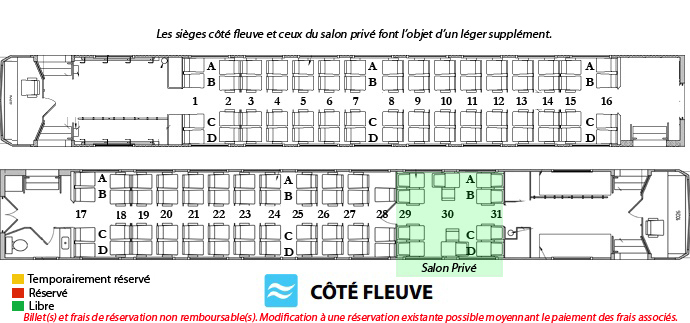 Les sièges côté fleuve et ceux du salon privé font l'objet d'un léger supplément.
A A A
B B B
1 2 3 4 5 6 7 8 9 10 11 12 13 14 15 16
C C C
D D D
A A A
B B B
17 18 19 20 21 22 23 24 25 26 27 28 29 30 31
C C C
D D D
Salon Privé
Temporairement réservé
Réservé
Libre
CÔTÉ FLEUVE
Billet(s) et frais de réservation non remboursable(s). Modification à une réservation existante possible moyennant le paiement des frais associés.